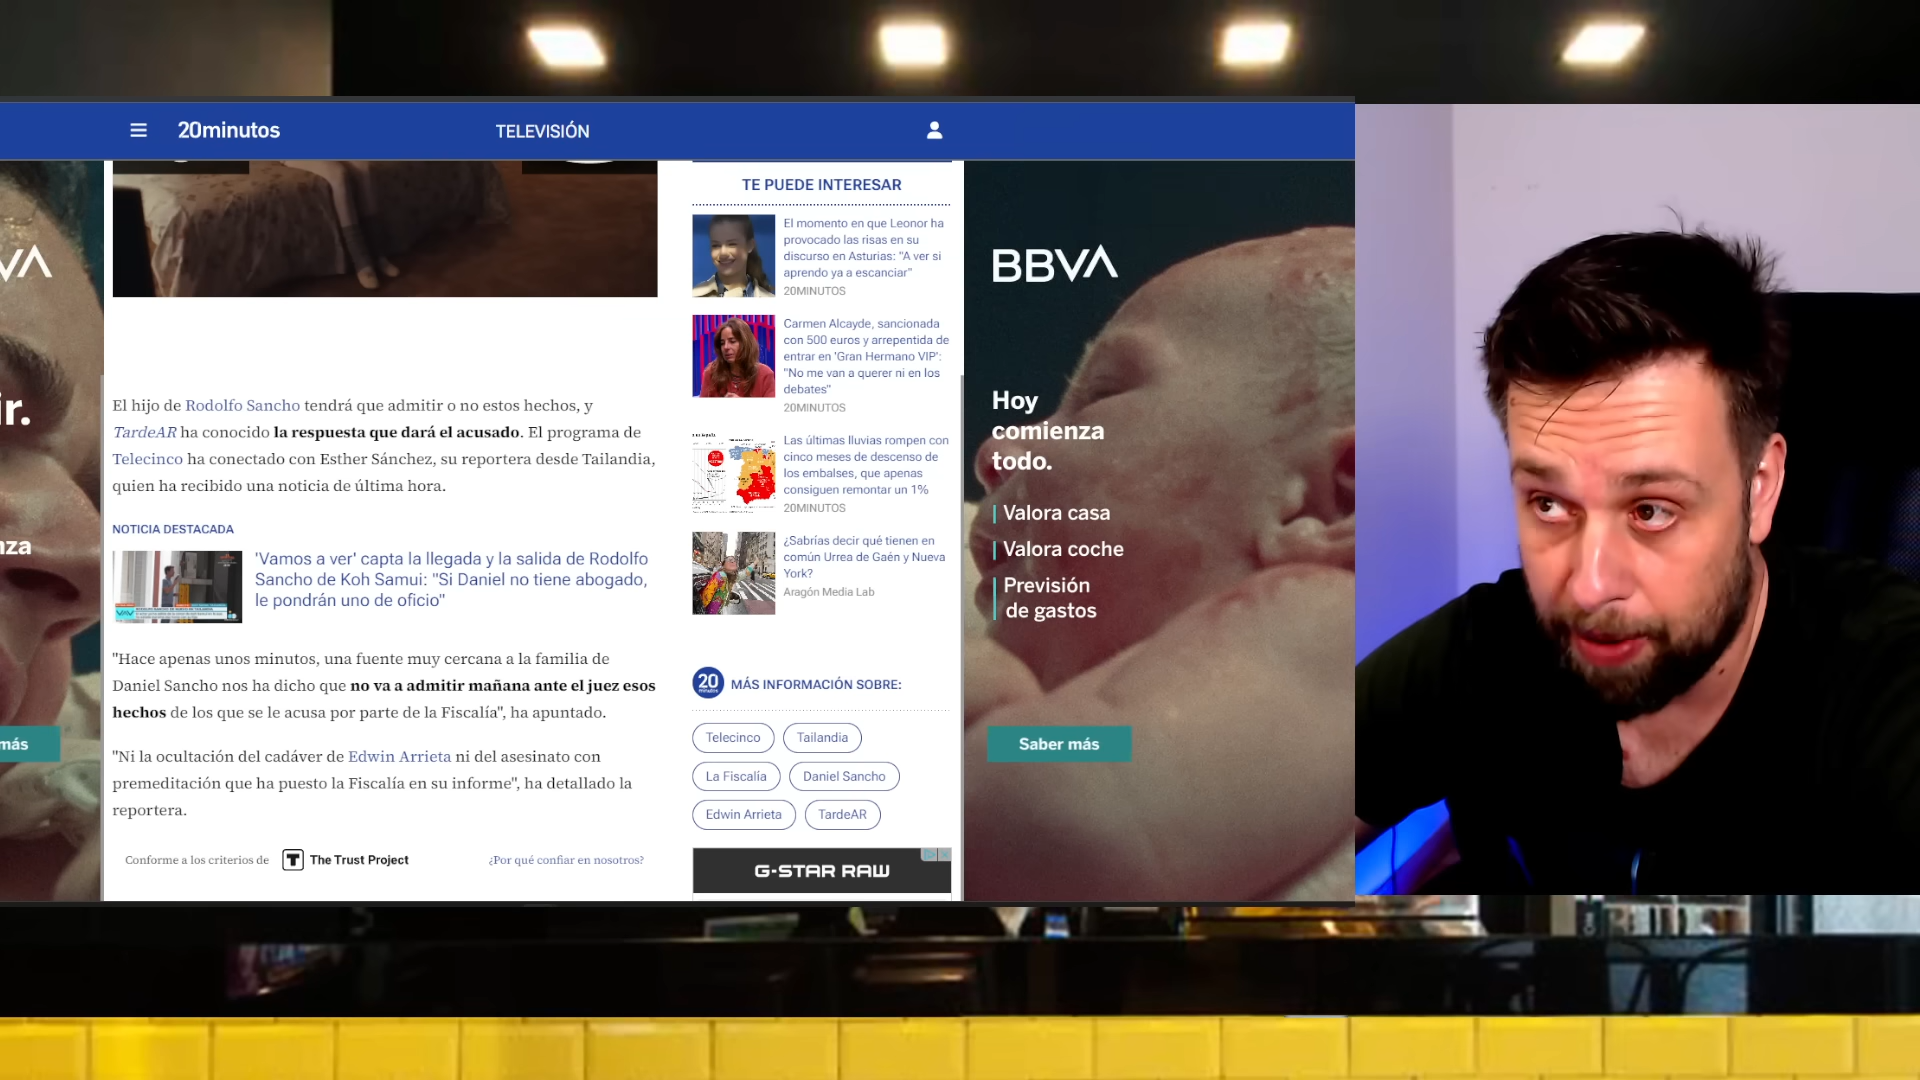 20minutos
TELEVISIÓN
El hijo de Rodolfo Sancho tendrá que admitir o no estos hechos, y
TardeAR ha conocido la respuesta que dará el acusado. El programa de
Telecinco ha conectado con Esther Sánchez, su reportera desde Tailandia,
quien ha recibido una noticia de última hora.
NOTICIA DESTACADA
'Vamos a ver' capta la llegada y la salida de Rodolfo
Sancho de Koh Samui: "Si Daniel no tiene abogado,
le pondrán uno de oficio"
"Hace apenas unos minutos, una fuente muy cercana a la familia de
Daniel Sancho nos ha dicho que no va a admitir mañana ante el juez esos
hechos de los que se le acusa por parte de la Fiscalía", ha apuntado.
"Ni la ocultación del cadáver de Edwin Arrieta ni del asesinato con
premeditación que ha puesto la Fiscalía en su informe", ha detallado la
reportera.
Conforme a los criterios de
The Trust Project
¿Por qué confiar en nosotros?
TE PUEDE INTERESAR
El momento en que Leonor ha
provocado las risas en su
discurso en Asturias: "A ver si
aprendo ya a escanciar"
20MINUTOS
Carmen Alcayde, sancionada
con 500 euros y arrepentida de
entrar en 'Gran Hermano VIP':
"No me van a querer ni en los
debates"
20MINUTOS
Las últimas lluvias rompen con
cinco meses de descenso de
los embalses, que apenas
consiguen remontar un 1%
20MINUTOS
¿Sabrías decir qué tienen en
común Urrea de Gaén y Nueva
York?
Aragón Media Lab
20
minutos
MÁS INFORMACIÓN SOBRE:
Telecinco
Tailandia
La Fiscalía
Daniel Sancho
Edwin Arrieta
TardeAR
G-STAR RAW
VA
ir.
nza
más
BBVA
Hoy
comienza
todo.
Valora casa
Valora coche
Previsión
de gastos
Saber más